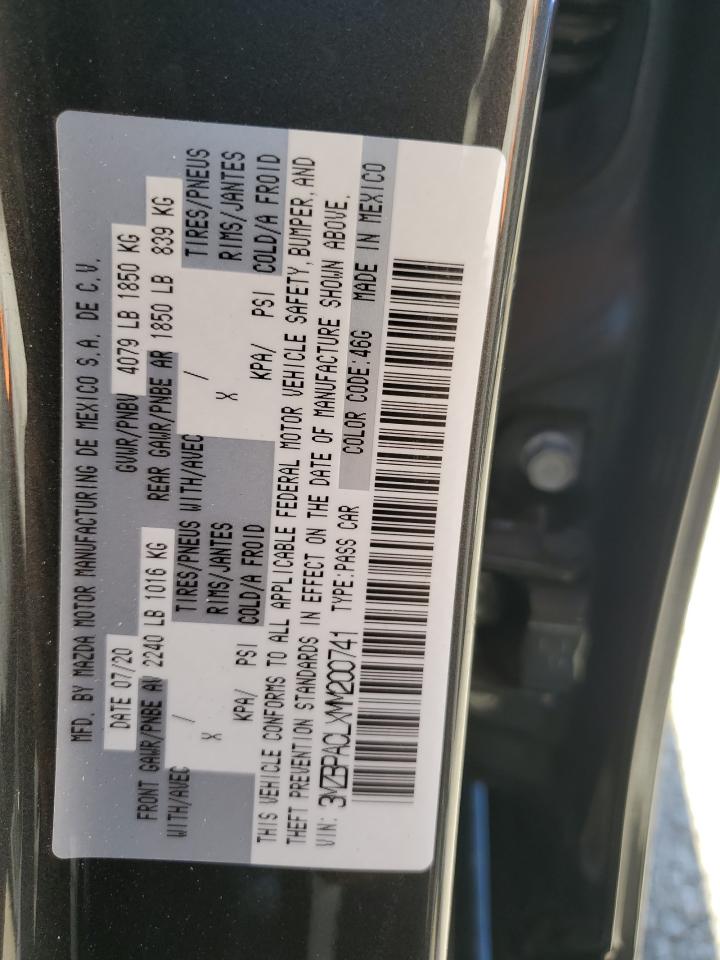 MFD. BY MAZDA MOTOR MANUFACTURING DE MEXICO S.A. DE C.V.
DATE 07/20 GVWR/PNBV 4079 LB 1850 KG
FRONT GAWR/PNBE AV 2240 LB 1016 KG REAR GAWR/PNBE AR 1850 LB 839 KG
WITH/AVEC / TIRES/PNEUS WITH/AVEC / TIRES/PNEUS
X RIMS/JANTES X RIMS/JANTES
KPA/ PSI COLD/A FROID KPA/ PSI COLD/A FROID
THIS VEHICLE CONFORMS TO ALL APPLICABLE FEDERAL MOTOR VEHICLE SAFETY, BUMPER, AND
THEFT PREVENTION STANDARDS IN EFFECT ON THE DATE OF MANUFACTURE SHOWN ABOVE.
VIN: 3MZBPACLXMM200741 TYPE:PASS CAR COLOR CODE:46G MADE IN MEXICO